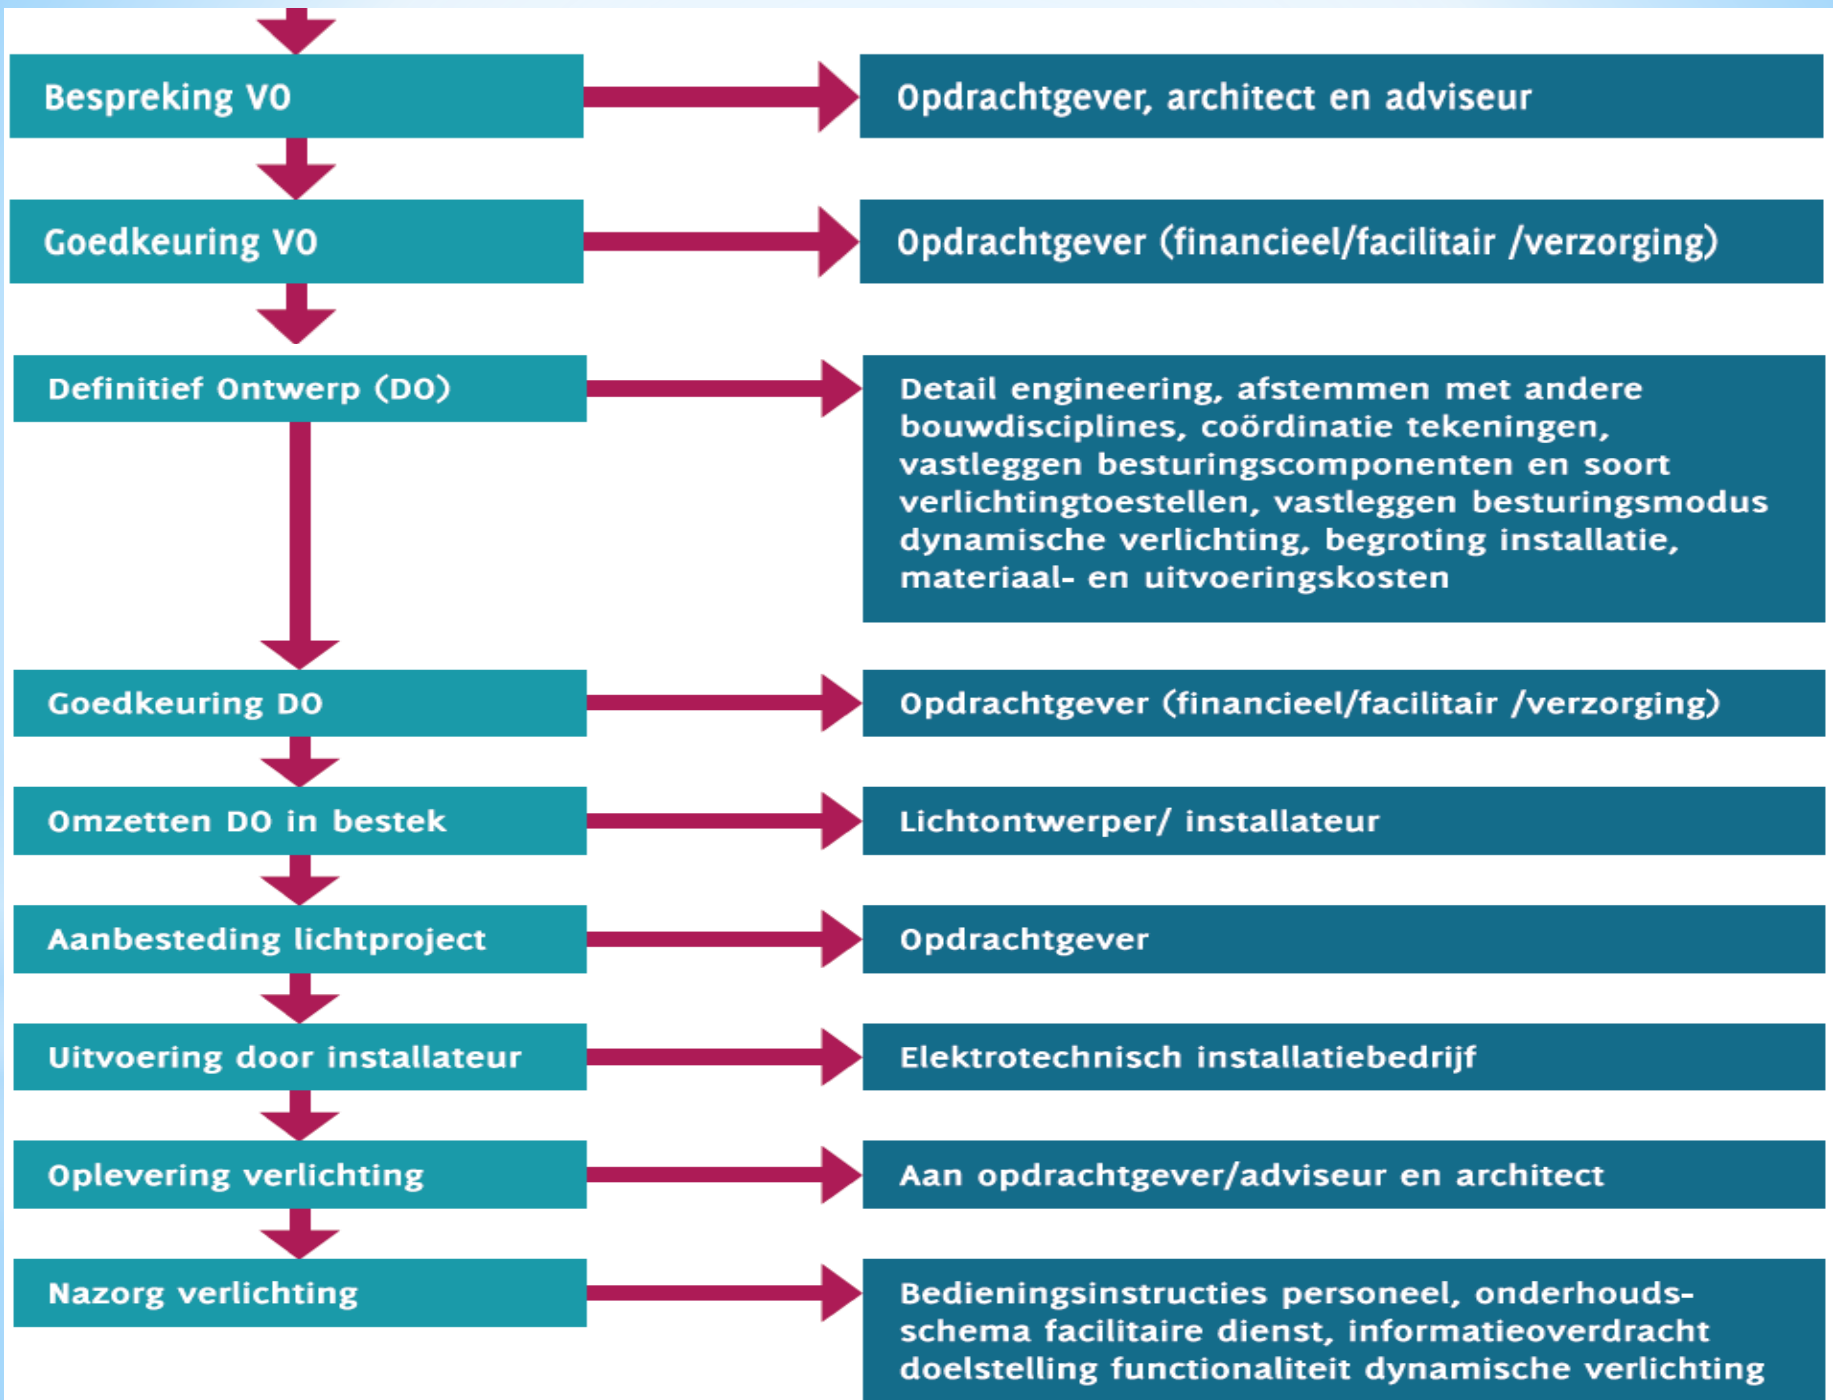 Bespreking VO
Opdrachtgever, architect en adviseur
Goedkeuring VO
Opdrachtgever (financieel/facilitair /verzorging)
Definitief Ontwerp (DO)
Detail engineering, afstemmen met andere
bouwdisciplines, coördinatie tekeningen,
vastleggen besturingscomponenten en soort
verlichtingtoestellen, vastleggen besturingsmodus
dynamische verlichting, begroting installatie,
materiaal- en uitvoeringskosten
Goedkeuring DO
Opdrachtgever (financieel/facilitair /verzorging)
Omzetten DO in bestek
Lichtontwerper/ installateur
Aanbesteding lichtproject
Opdrachtgever
Uitvoering door installateur
Elektrotechnisch installatiebedrijf
Oplevering verlichting
Aan opdrachtgever/adviseur en architect
Nazorg verlichting
Bedieningsinstructies personeel, onderhouds-
schema facilitaire dienst, informatieoverdracht
doelstelling functionaliteit dynamische verlichting